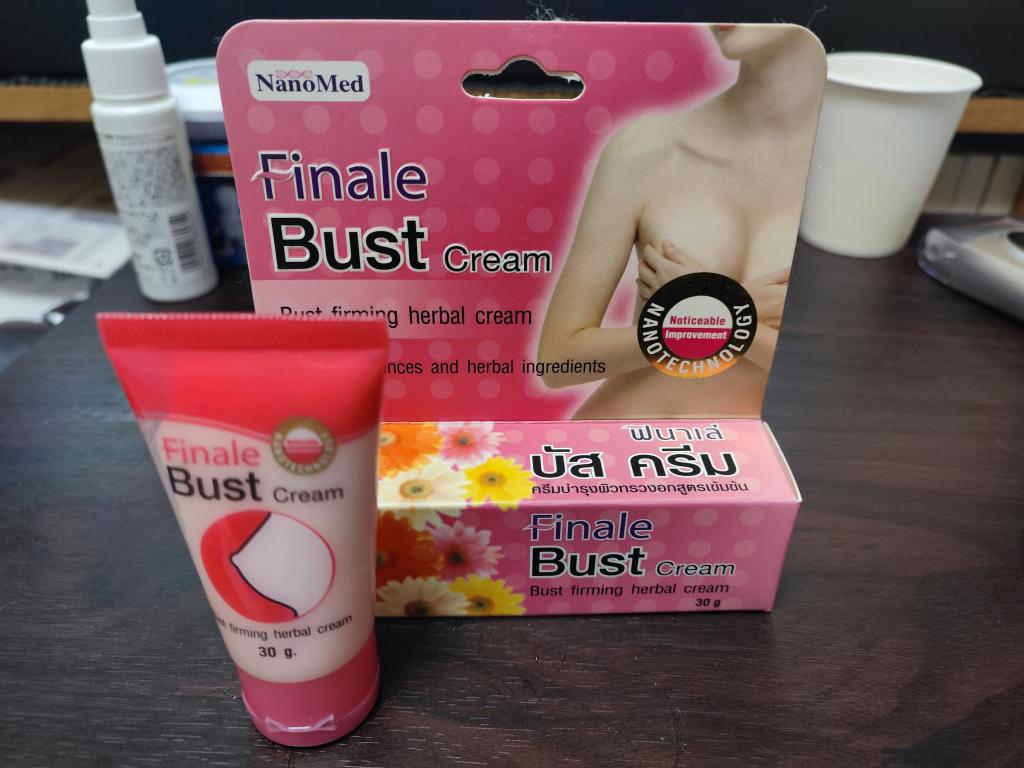 NanoMed
Finale
Bust Cream
Bust firming herbal cream
and herbal ingredients
Noticeable
Improvement
NANOTECHNOLOGY
ฟินาเล่
บัส ครีม
ครีมบำรุงผิวทรวงอกสูตรเข้มข้น
Finale
Bust Cream
Bust firming herbal cream
30 g
Finale
Bust Cream
NANOTECHNOLOGY
firming herbal cream
30 g.